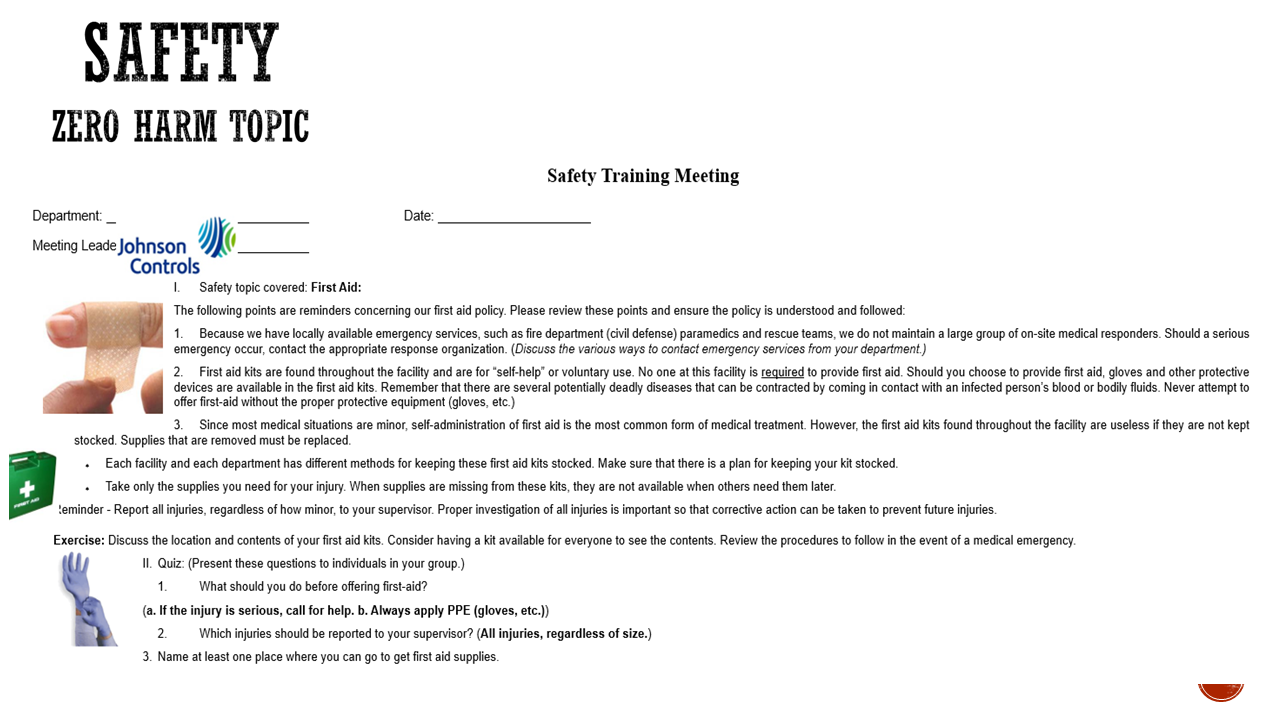 SAFETY
ZERO HARM TOPIC
Safety Training Meeting
Department: _ __________ Date: ______________________
Meeting Leade __________
Johnson
Controls
I. Safety topic covered: First Aid:
The following points are reminders concerning our first aid policy. Please review these points and ensure the policy is understood and followed:
1. Because we have locally available emergency services, such as fire department (civil defense) paramedics and rescue teams, we do not maintain a large group of on-site medical responders. Should a serious
emergency occur, contact the appropriate response organization. (Discuss the various ways to contact emergency services from your department.)
2. First aid kits are found throughout the facility and are for “self-help” or voluntary use. No one at this facility is required to provide first aid. Should you choose to provide first aid, gloves and other protective
devices are available in the first aid kits. Remember that there are several potentially deadly diseases that can be contracted by coming in contact with an infected person’s blood or bodily fluids. Never attempt to
offer first-aid without the proper protective equipment (gloves, etc.)
3. Since most medical situations are minor, self-administration of first aid is the most common form of medical treatment. However, the first aid kits found throughout the facility are useless if they are not kept
stocked. Supplies that are removed must be replaced.
• Each facility and each department has different methods for keeping these first aid kits stocked. Make sure that there is a plan for keeping your kit stocked.
• Take only the supplies you need for your injury. When supplies are missing from these kits, they are not available when others need them later.
FIRST AID
eminder - Report all injuries, regardless of how minor, to your supervisor. Proper investigation of all injuries is important so that corrective action can be taken to prevent future injuries.
Exercise: Discuss the location and contents of your first aid kits. Consider having a kit available for everyone to see the contents. Review the procedures to follow in the event of a medical emergency.
II. Quiz: (Present these questions to individuals in your group.)
1. What should you do before offering first-aid?
(a. If the injury is serious, call for help. b. Always apply PPE (gloves, etc.))
2. Which injuries should be reported to your supervisor? (All injuries, regardless of size.)
3. Name at least one place where you can go to get first aid supplies.